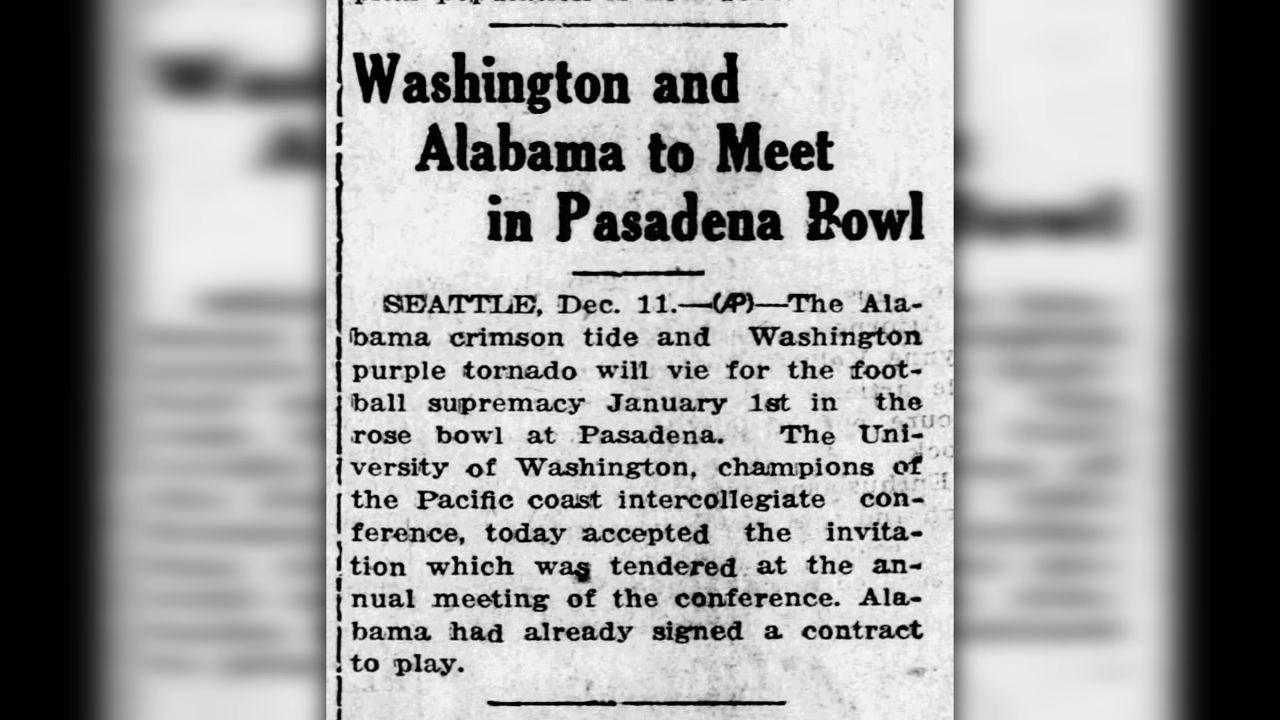 Washington and
Alabama to Meet
in Pasadena Bowl
SEATTLE, Dec. 11.—(AP)—The Ala-
bama crimson tide and Washington
purple tornado will vie for the foot-
ball supremacy January 1st in the
rose bowl at Pasadena. The Uni-
versity of Washington, champions of
the Pacific coast intercollegiate con-
ference, today accepted the invita-
tion which was tendered at the an-
nual meeting of the conference. Ala-
bama had already signed a contract
to play.